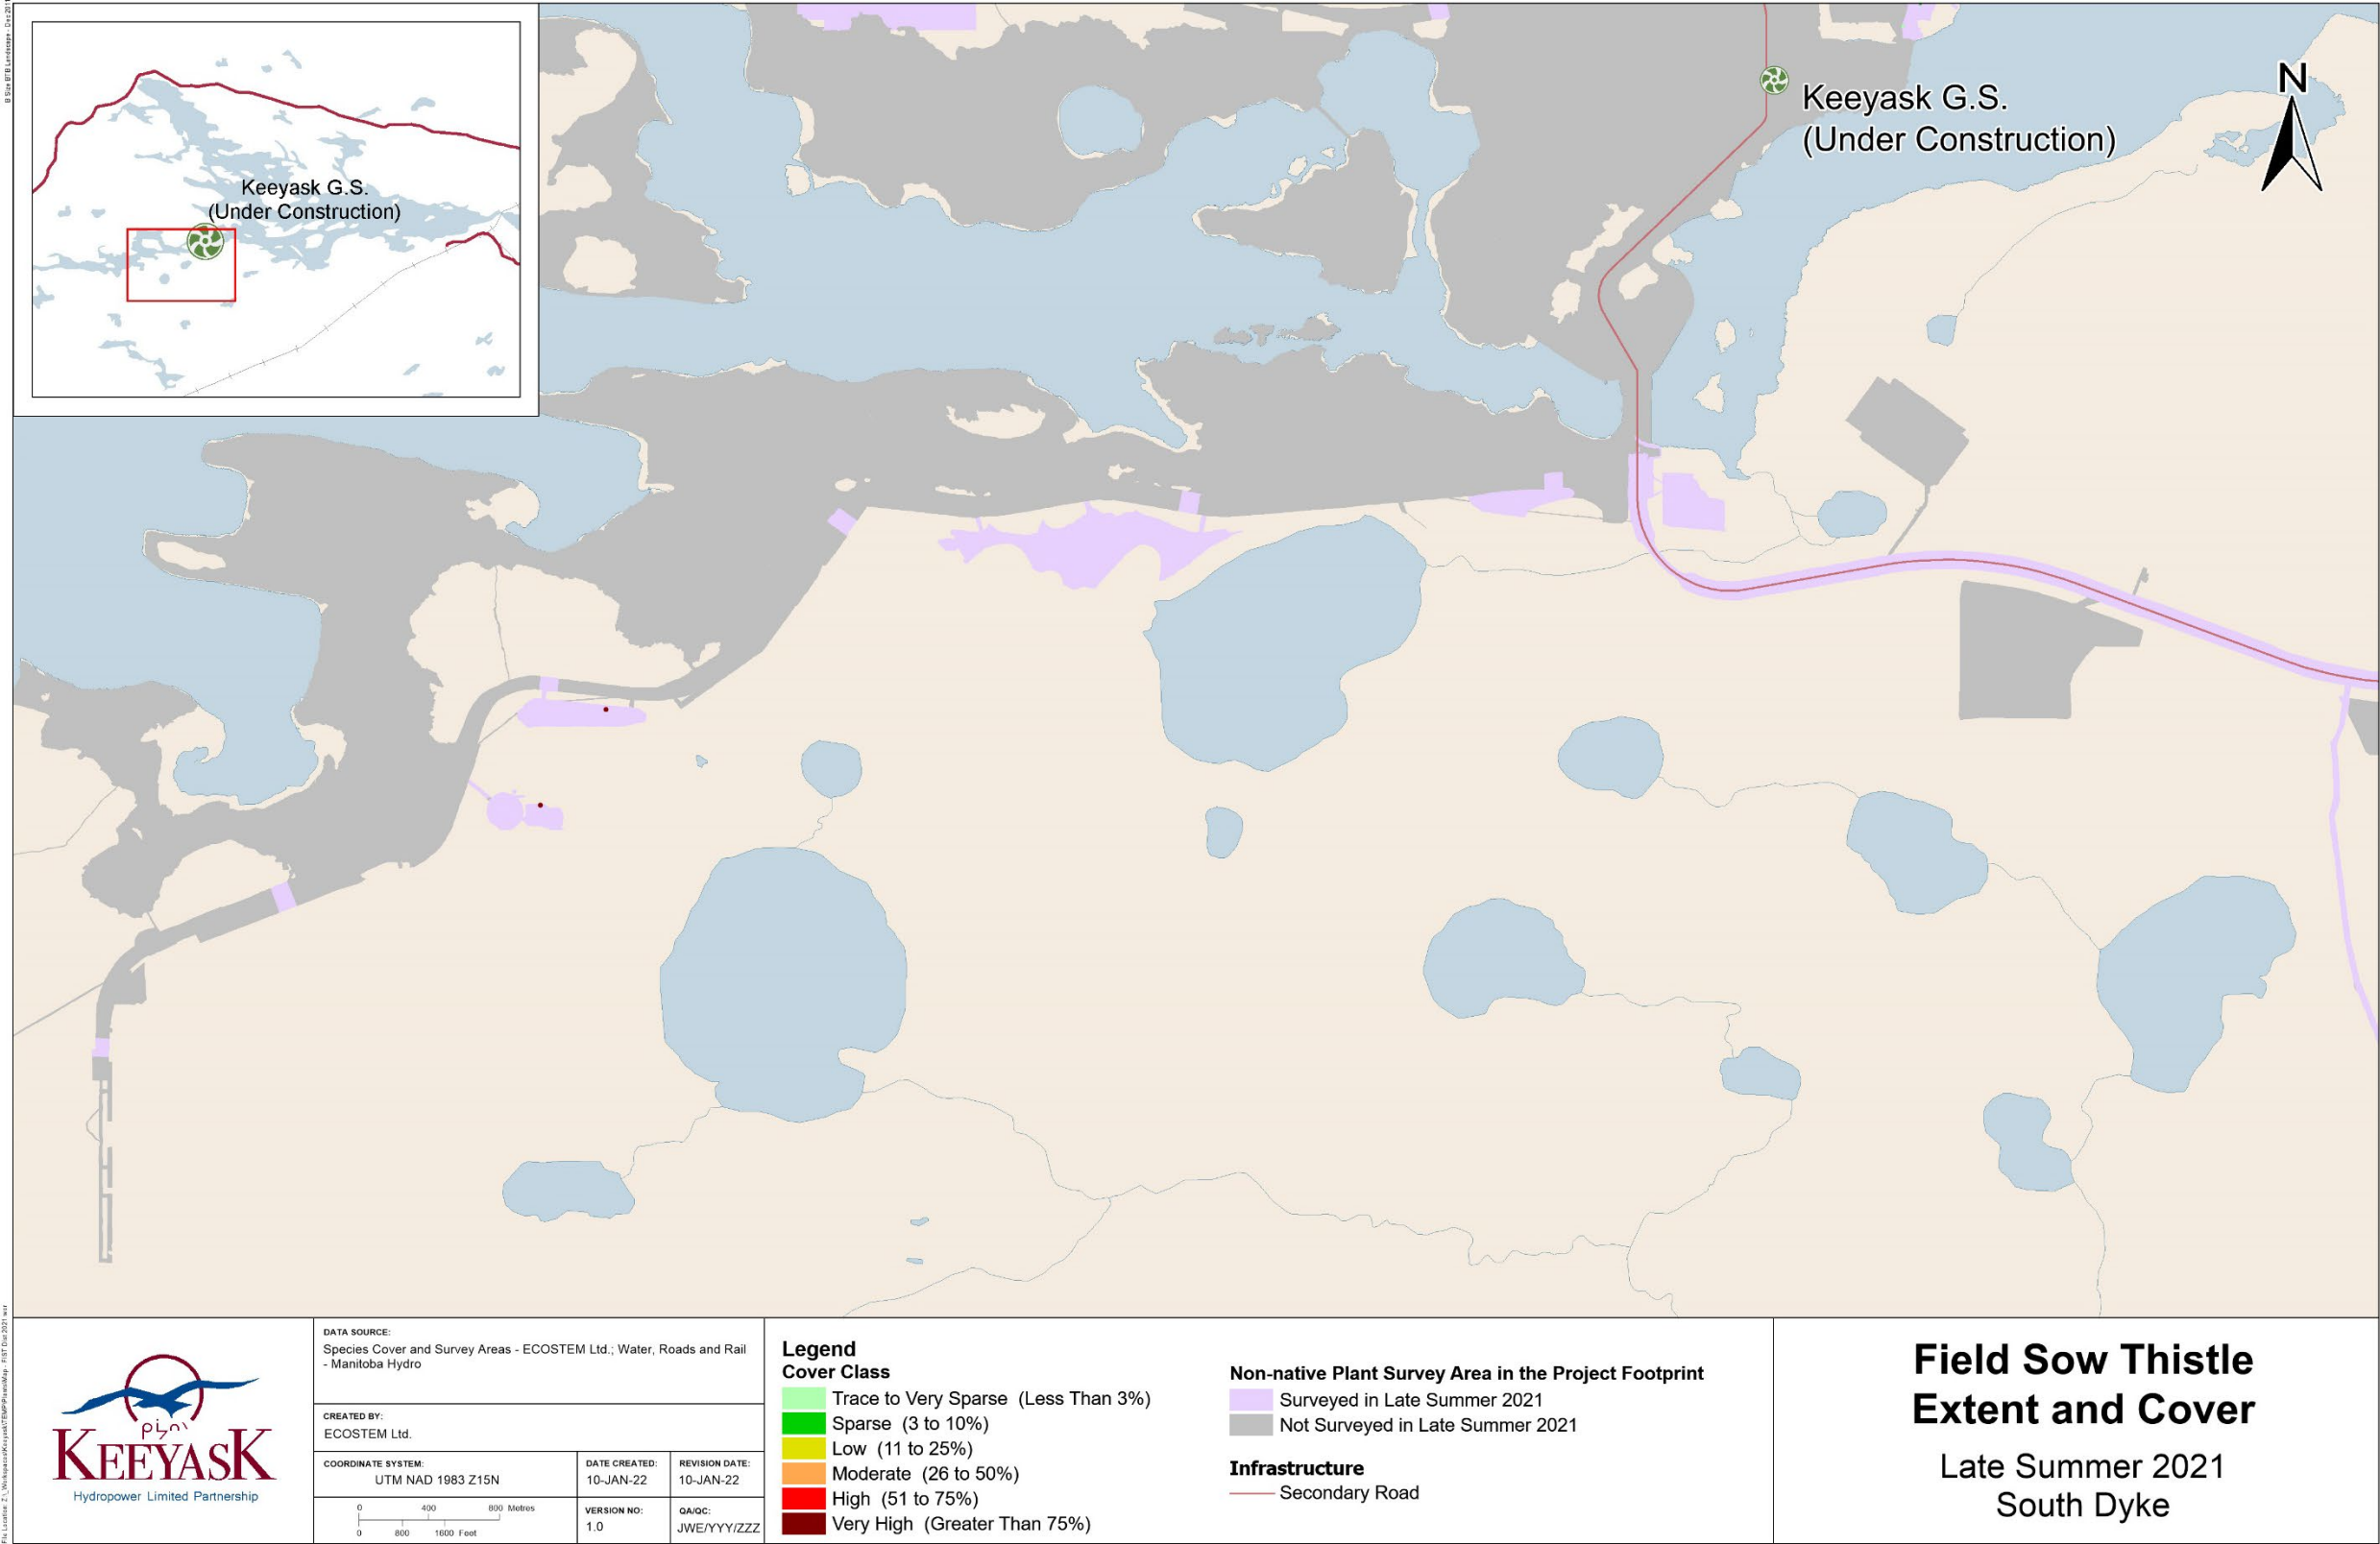 B Size BTB Landscape - Dec2011
Keeyask G.S.
(Under Construction)
Keeyask G.S.
(Under Construction)
N
KEEYASK
Hydropower Limited Partnership
DATA SOURCE:
Species Cover and Survey Areas - ECOSTEM Ltd.; Water, Roads and Rail
- Manitoba Hydro
CREATED BY:
ECOSTEM Ltd.
COORDINATE SYSTEM:
UTM NAD 1983 Z15N
DATE CREATED:
10-JAN-22
REVISION DATE:
10-JAN-22
0 400 800 Metres
0 800 1600 Feet
VERSION NO:
1.0
QA/QC:
JWE/YYY/ZZZ
Legend
Cover Class
Trace to Very Sparse (Less Than 3%)
Sparse (3 to 10%)
Low (11 to 25%)
Moderate (26 to 50%)
High (51 to 75%)
Very High (Greater Than 75%)
Non-native Plant Survey Area in the Project Footprint
Surveyed in Late Summer 2021
Not Surveyed in Late Summer 2021
Infrastructure
Secondary Road
Field Sow Thistle
Extent and Cover
Late Summer 2021
South Dyke